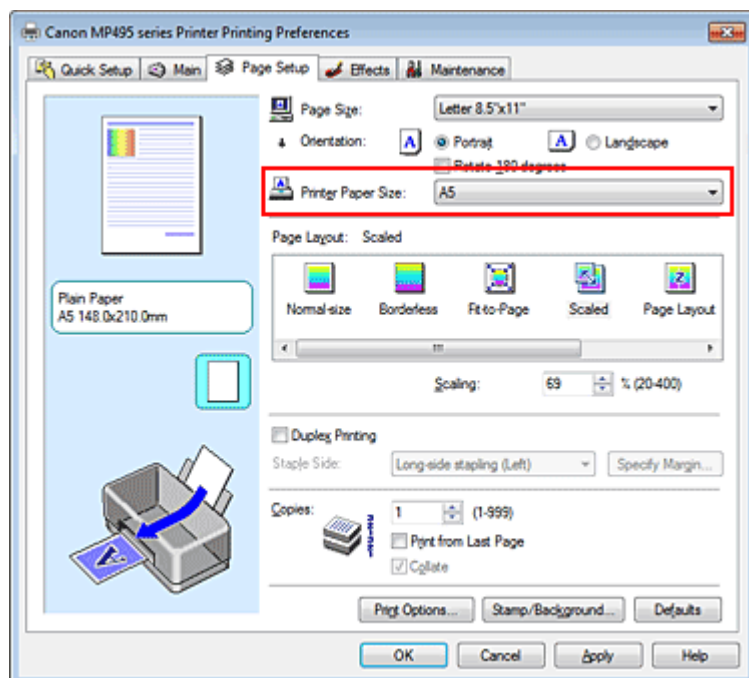 Canon MP495 series Printer Printing Preferences
Quick Setup Main Page Setup Effects Maintenance
Page Size: Letter 8.5"x11"
Orientation: A Portrait A Landscape
Rotate 180 degrees
Printer Paper Size: A5
Page Layout: Scaled
Normal-size Borderless Fit-to-Page Scaled Page Layout
Plain Paper
A5 148.0x210.0mm
Scaling: 69 % (20-400)
Duplex Printing
Staple Side: Long-side stapling (Left) Specify Margin...
Copies: 1 (1-999)
Print from Last Page
Collate
Print Options... Stamp/Background... Defaults
OK Cancel Apply Help